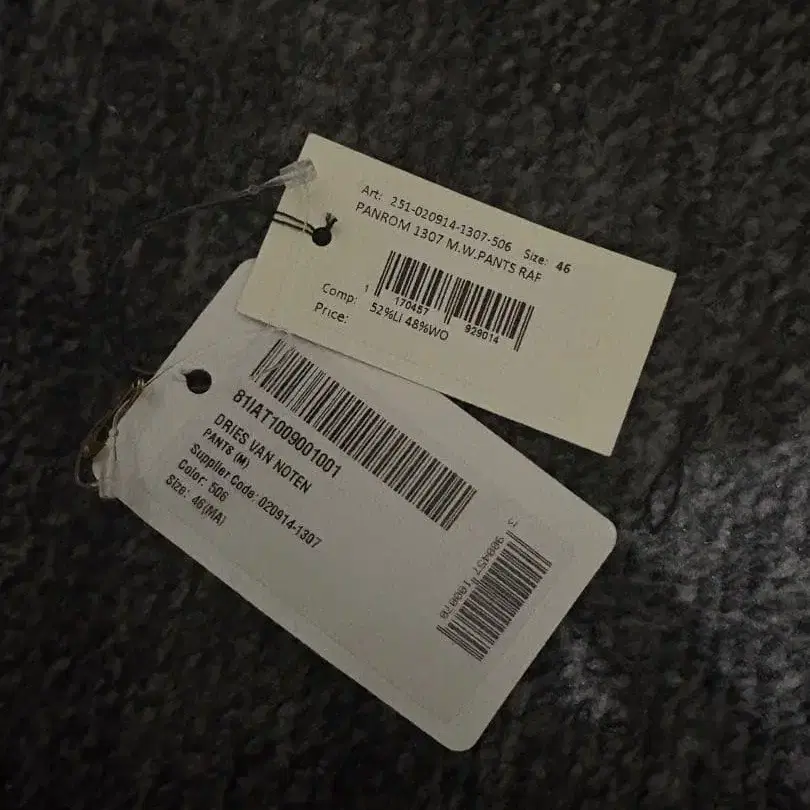 Art: 251-020914-1307-506 Size: 46
PANROM 1307 M.W.PANTS RAF
1 170457 929014
Comp: 52%LI 48%WO
Price:
81IAT1009001001
DRIES VAN NOTEN
PANTS (M)
Supplier Code: 020914-1307
Color: 506
Size: 46(MA)